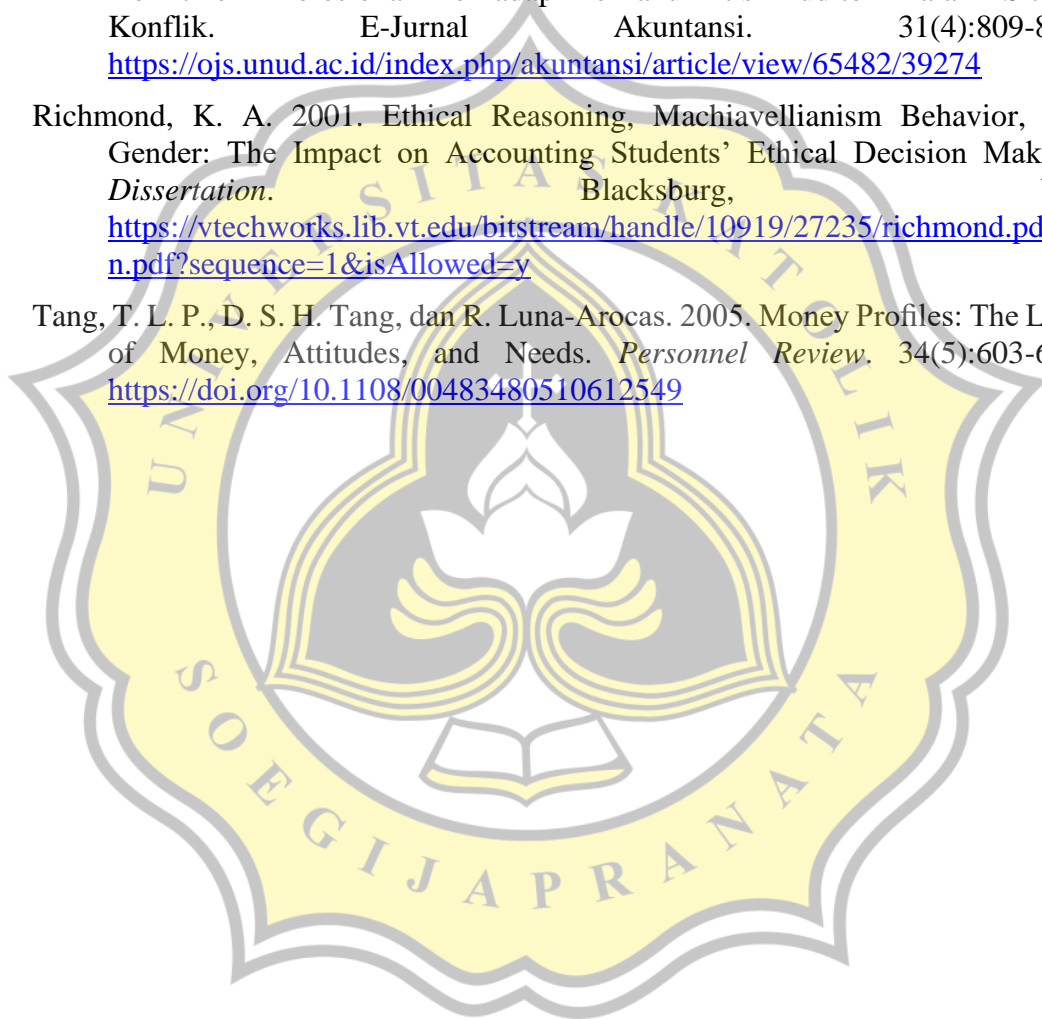 Konflik. E-Jurnal Akuntansi. 31(4):809-8
https://ojs.unud.ac.id/index.php/akuntansi/article/view/65482/39274
Richmond, K. A. 2001. Ethical Reasoning, Machiavellianism Behavior,
Gender: The Impact on Accounting Students’ Ethical Decision Mak
Dissertation. Blacksburg,
https://vtechworks.lib.vt.edu/bitstream/handle/10919/27235/richmond.pd
n.pdf?sequence=1&isAllowed=y
Tang, T. L. P., D. S. H. Tang, dan R. Luna-Arocas. 2005. Money Profiles: The L
of Money, Attitudes, and Needs. Personnel Review. 34(5):603-6
https://doi.org/10.1108/00483480510612549
UNIVERSITAS KATOLIK
SOEGIJAPRANATA